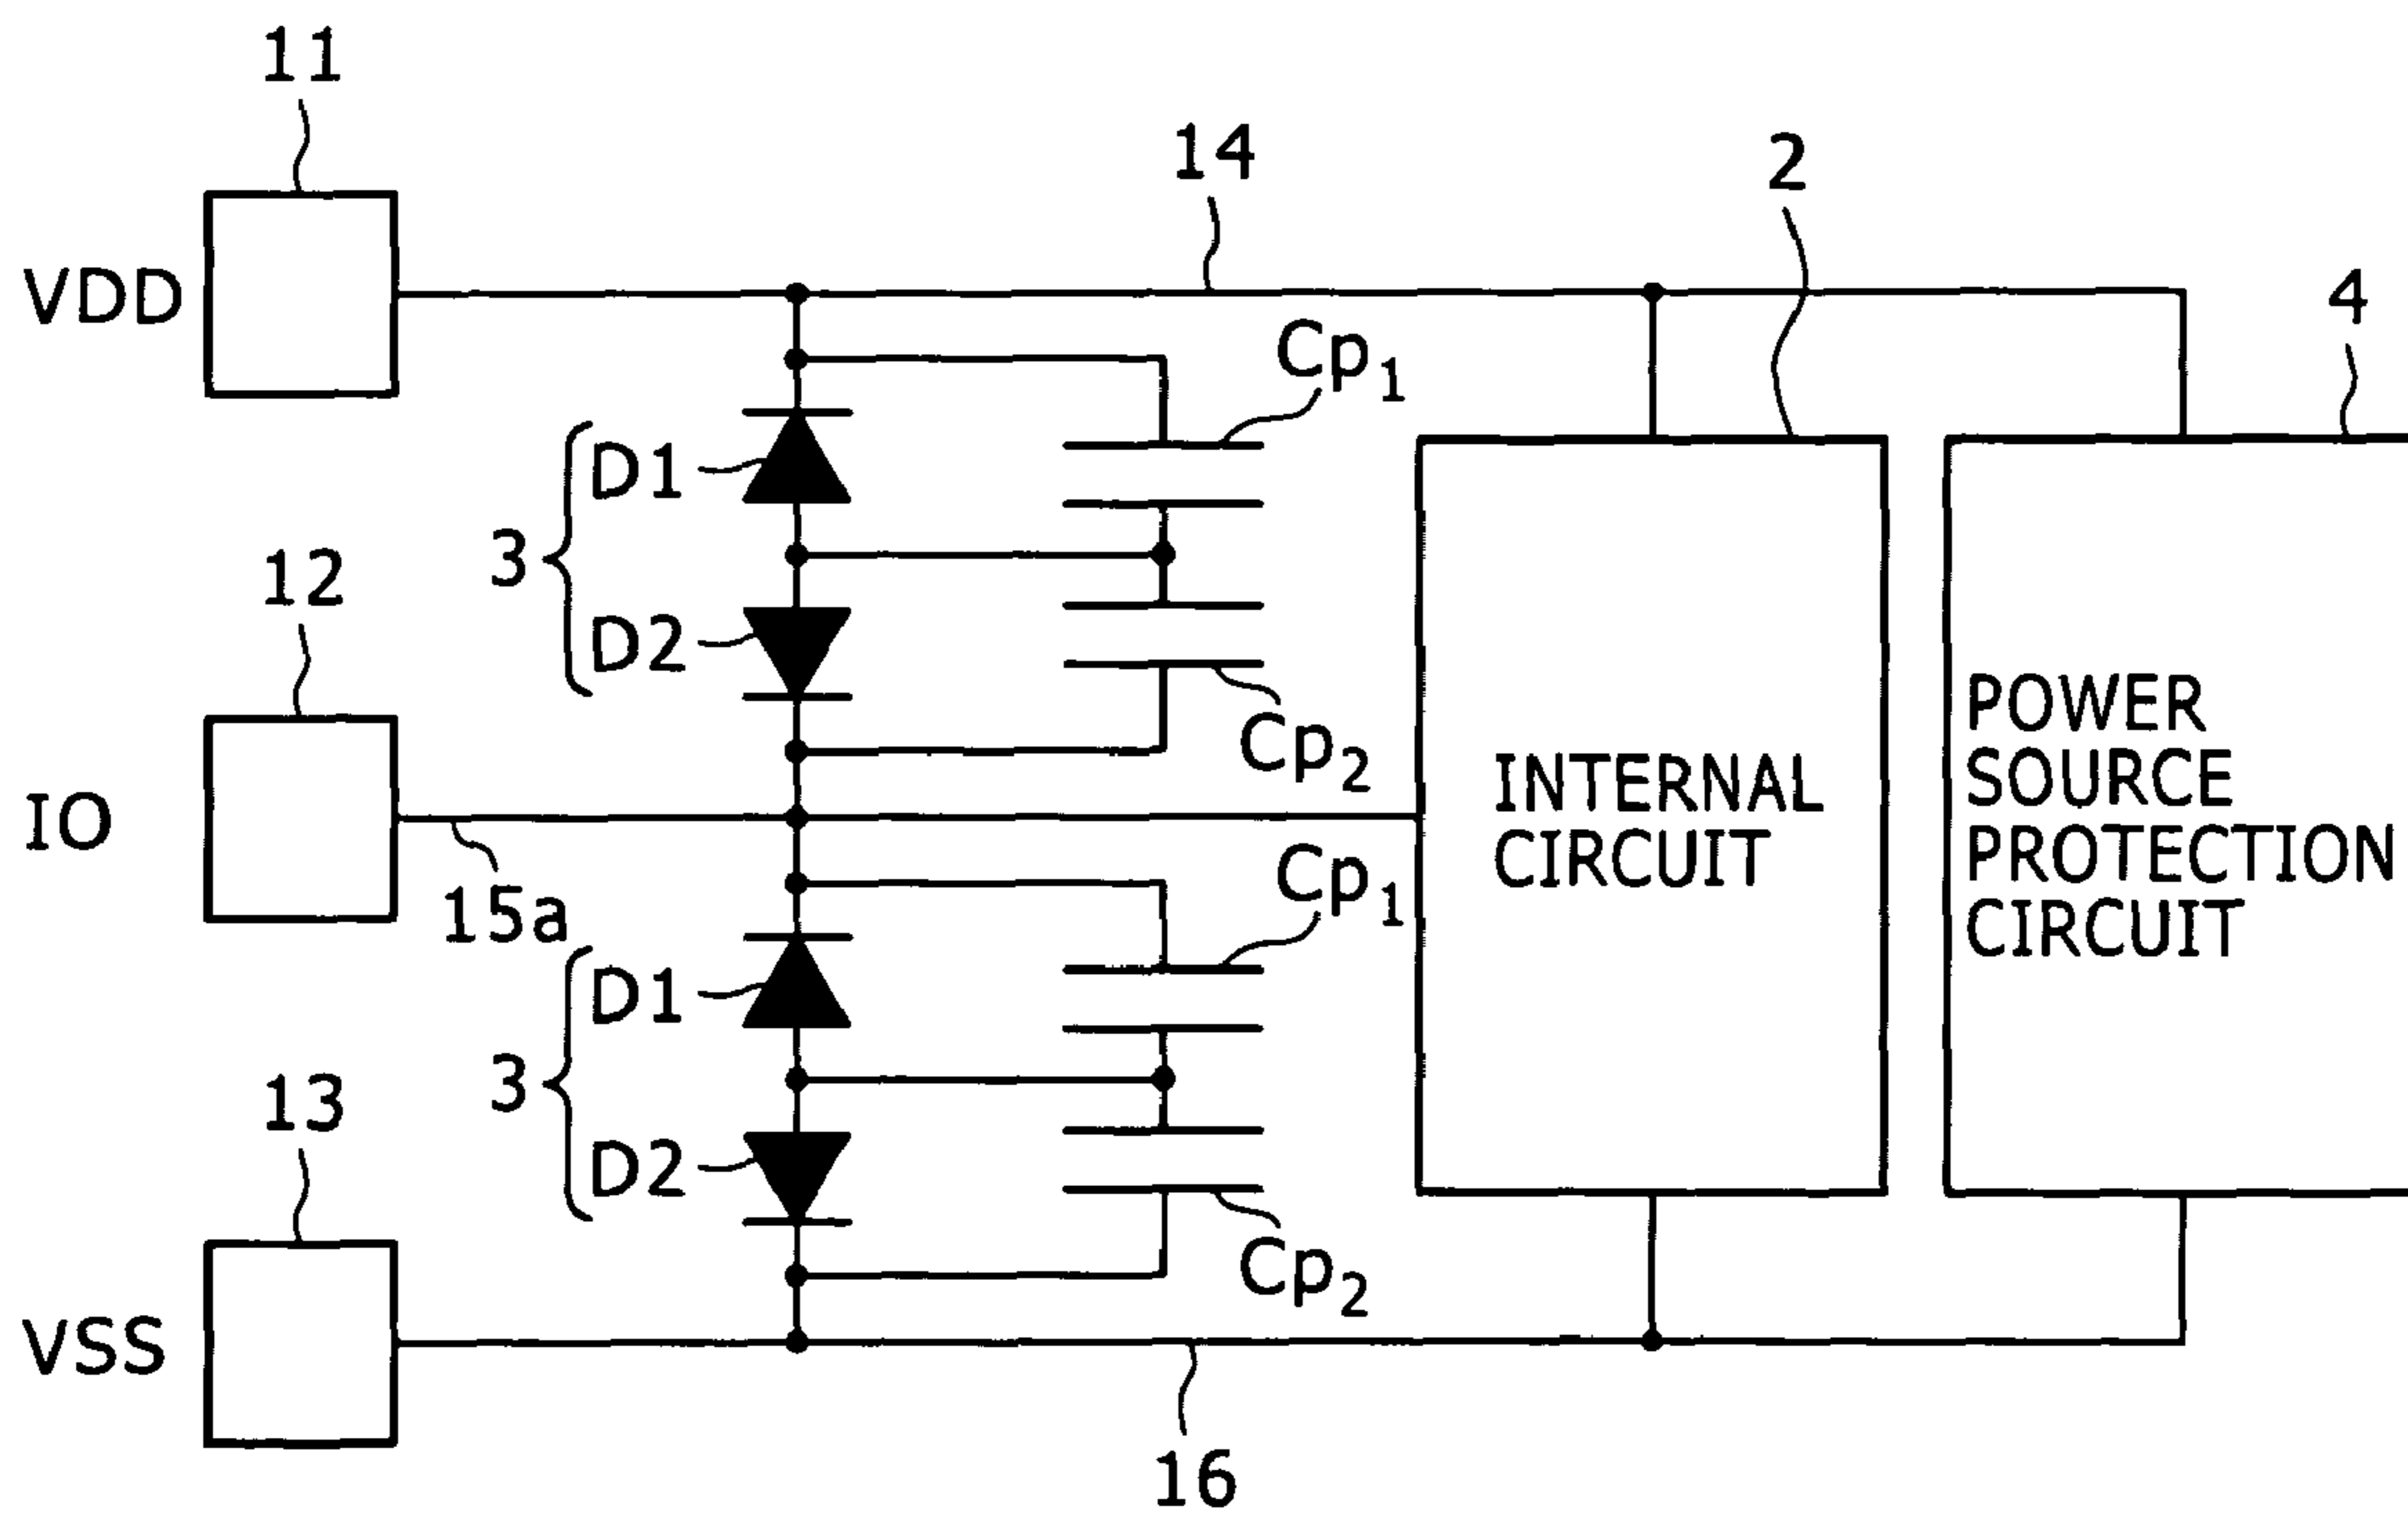 11
14
2
VDD
4
Cp1
D1
3
12
D2
Cp2
POWER
SOURCE
PROTECTION
CIRCUIT
INTERNAL
CIRCUIT
IO
15a
Cp1
D1
3
13
D2
Cp2
VSS
16